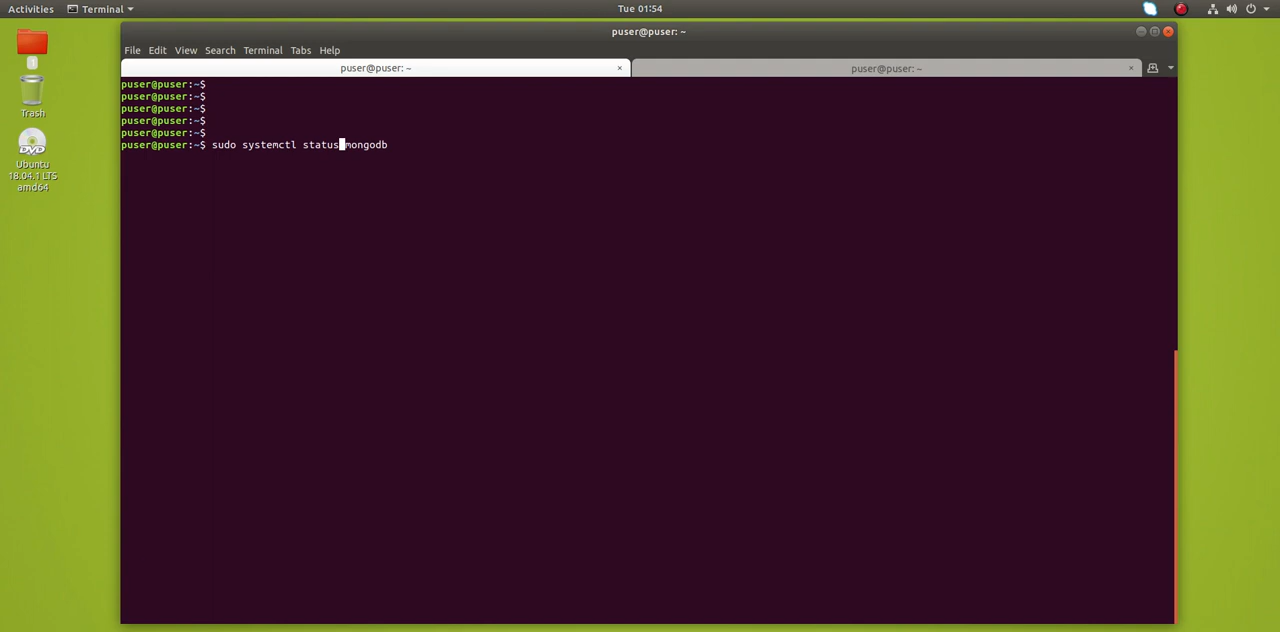 Activities Terminal Tue 01:54
puser@puser: ~
File Edit View Search Terminal Tabs Help
puser@puser: ~ × puser@puser: ~ ×
puser@puser:~$
puser@puser:~$
puser@puser:~$
puser@puser:~$
puser@puser:~$
puser@puser:~$ sudo systemctl status mongodb
1
Trash
DVD
Ubuntu
18.04.1 LTS
amd64